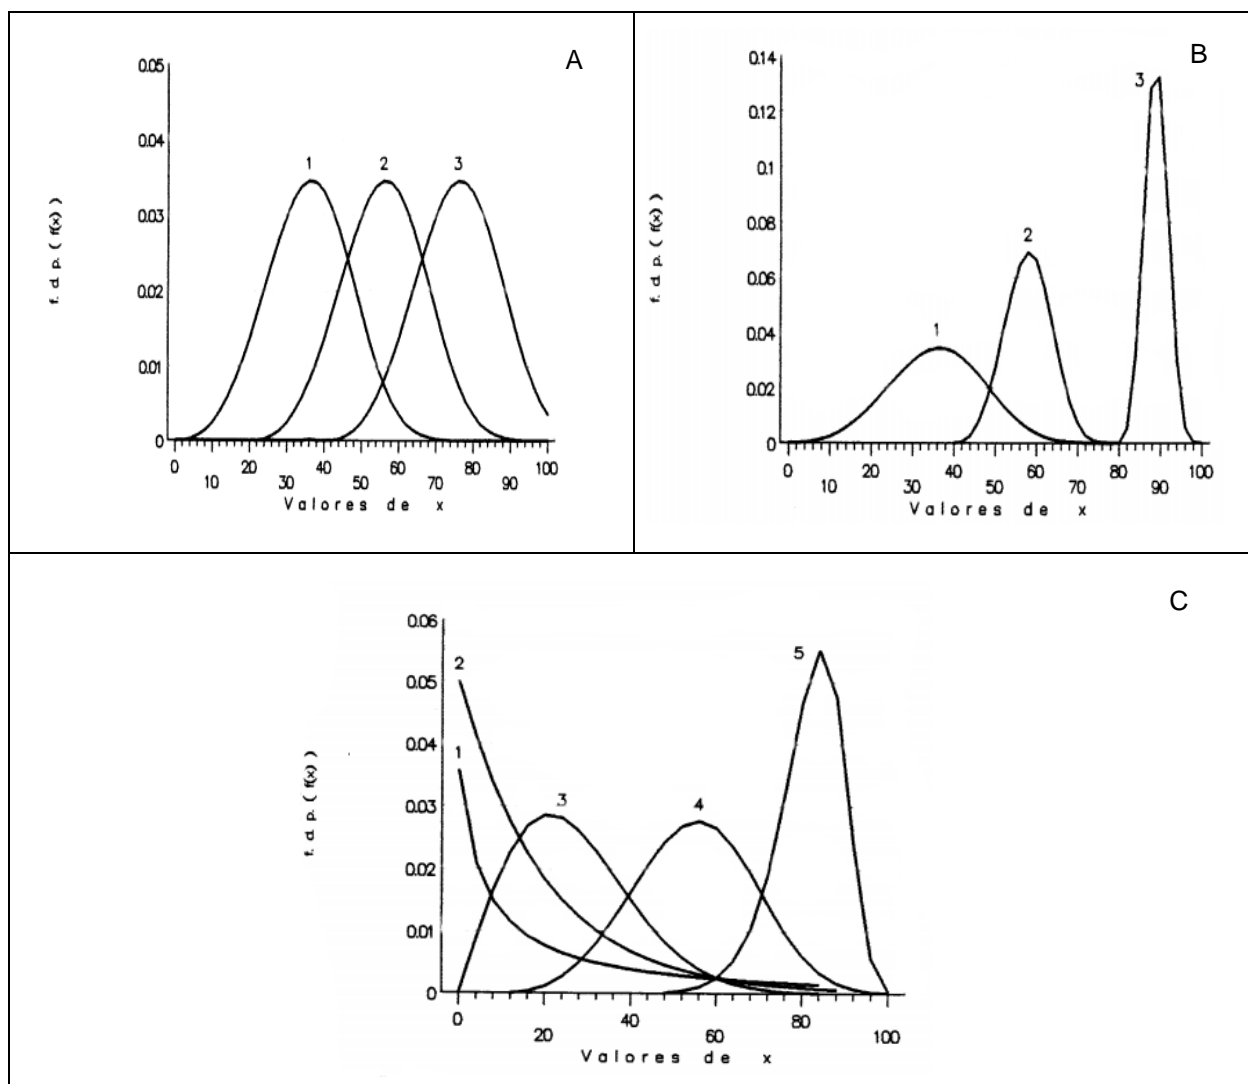 A
0.05
0.04
0.03
0.02
0.01
0
f. d. p. ( f(x) )
1 2 3
0 20 40 60 80 100
10 30 50 70 90
Valores de x
B
0.14
0.12
0.1
0.08
0.06
0.04
0.02
0
f. d. p. ( f(x) )
3
2
1
0 20 40 60 80 100
10 30 50 70 90
Valores de x
C
0.06
0.05
0.04
0.03
0.02
0.01
0
f. d. p. ( f(x) )
5
2
1
3 4
0 40 80
20 60 100
Valores de x